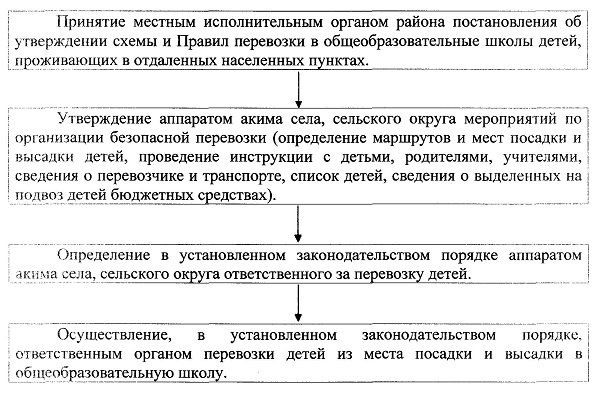 Принятие местным исполнительным органом района постановления об
утверждении схемы и Правил перевозки в общеобразовательные школы детей,
проживающих в отдаленных населенных пунктах.
Утверждение аппаратом акима села, сельского округа мероприятий по
организации безопасной перевозки (определение маршрутов и мест посадки и
высадки детей, проведение инструкции с детьми, родителями, учителями,
сведения о перевозчике и транспорте, список детей, сведения о выделенных на
подвоз детей бюджетных средствах).
Определение в установленном законодательством порядке аппаратом
акима села, сельского округа ответственного за перевозку детей.
Осуществление, в установленном законодательством порядке,
ответственным органом перевозки детей из места посадки и высадки в
общеобразовательную школу.